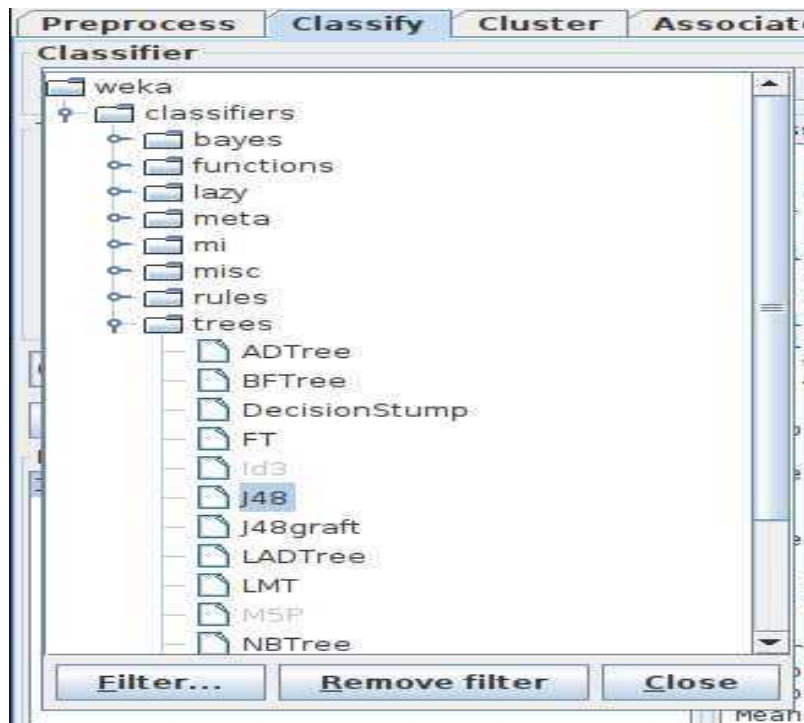 Preprocess Classify Cluster Associat
Classifier
weka
classifiers
bayes
functions
lazy
meta
mi
misc
rules
trees
ADTree
BFTree
DecisionStump
FT
Id3
J48
J48graft
LADTree
LMT
M5P
NBTree
Filter... Remove filter Close
Mean